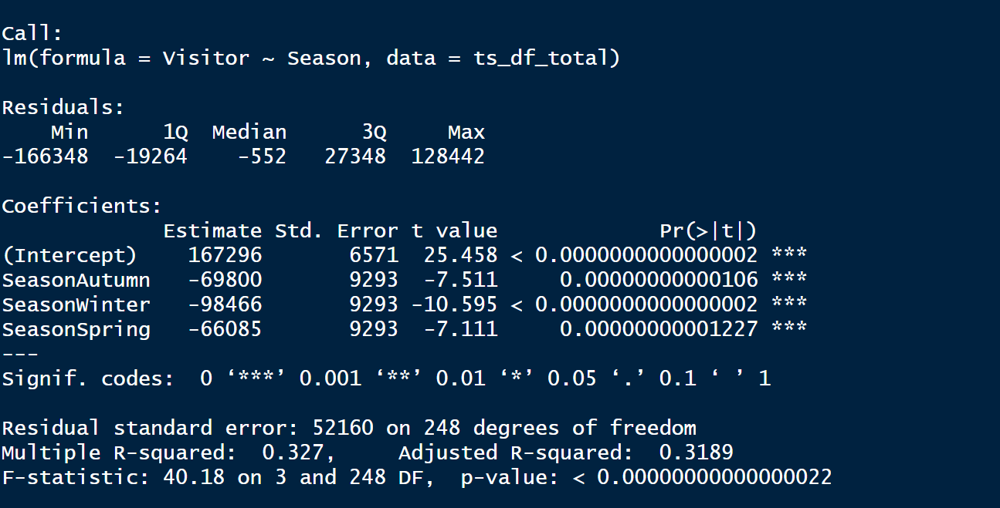 Call:
lm(formula = Visitor ~ Season, data = ts_df_total)
Residuals:
    Min      1Q  Median      3Q     Max
-166348  -19264    -552   27348  128442
Coefficients:
             Estimate Std. Error t value             Pr(>|t|)
(Intercept)    167296       6571  25.458 < 0.0000000000000002 ***
SeasonAutumn   -69800       9293  -7.511     0.00000000000106 ***
SeasonWinter   -98466       9293 -10.595 < 0.0000000000000002 ***
SeasonSpring   -66085       9293  -7.111     0.00000000001227 ***
---
Signif. codes:  0 ‘***’ 0.001 ‘**’ 0.01 ‘*’ 0.05 ‘.’ 0.1 ‘ ’ 1
Residual standard error: 52160 on 248 degrees of freedom
Multiple R-squared:  0.327,	Adjusted R-squared:  0.3189
F-statistic: 40.18 on 3 and 248 DF,  p-value: < 0.00000000000000022